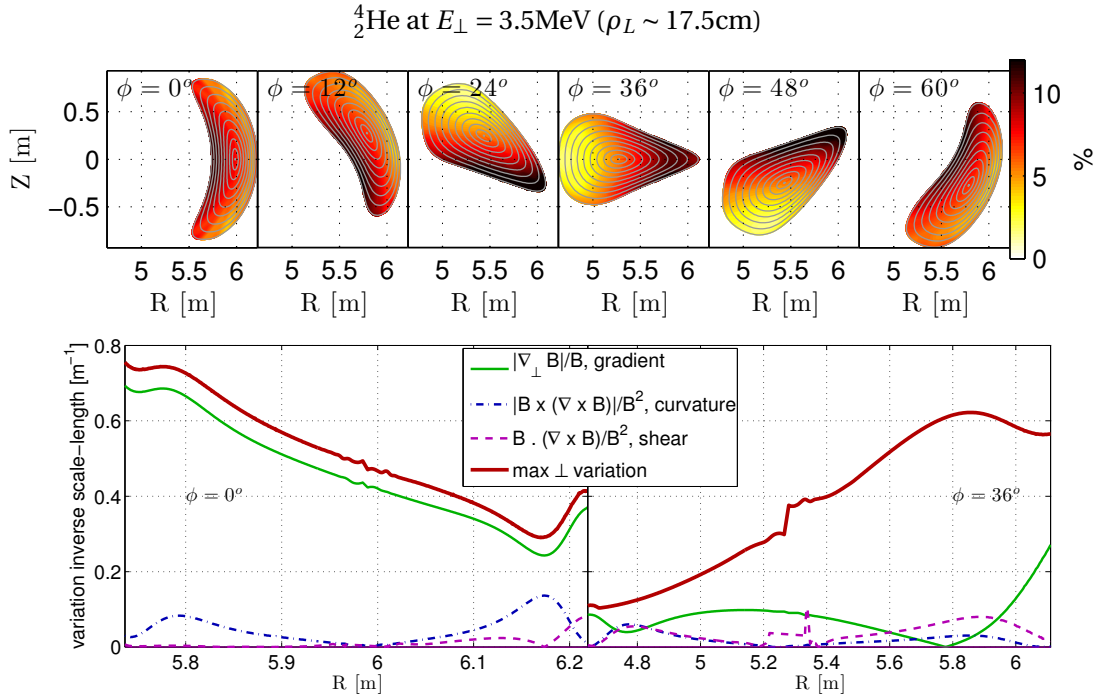 ⁴₂He at E⊥ = 3.5MeV (ρL ~ 17.5cm)
ϕ = 0° ϕ = 12° ϕ = 24° ϕ = 36° ϕ = 48° ϕ = 60°
0.5
0
−0.5
Z [m]
5 5.5 6 5 5.5 6 5 5.5 6 5 5.5 6 5 5.5 6 5 5.5 6
R [m] R [m] R [m] R [m] R [m] R [m]
10
5
0
%
0.8
0.6
0.4
0.2
0
variation inverse scale−length [m⁻¹]
|∇⊥ B|/B, gradient
|B x (∇ x B)|/B², curvature
B . (∇ x B)/B², shear
max ⊥ variation
ϕ = 0° ϕ = 36°
5.8 5.9 6 6.1 6.2 4.8 5 5.2 5.4 5.6 5.8 6
R [m] R [m]